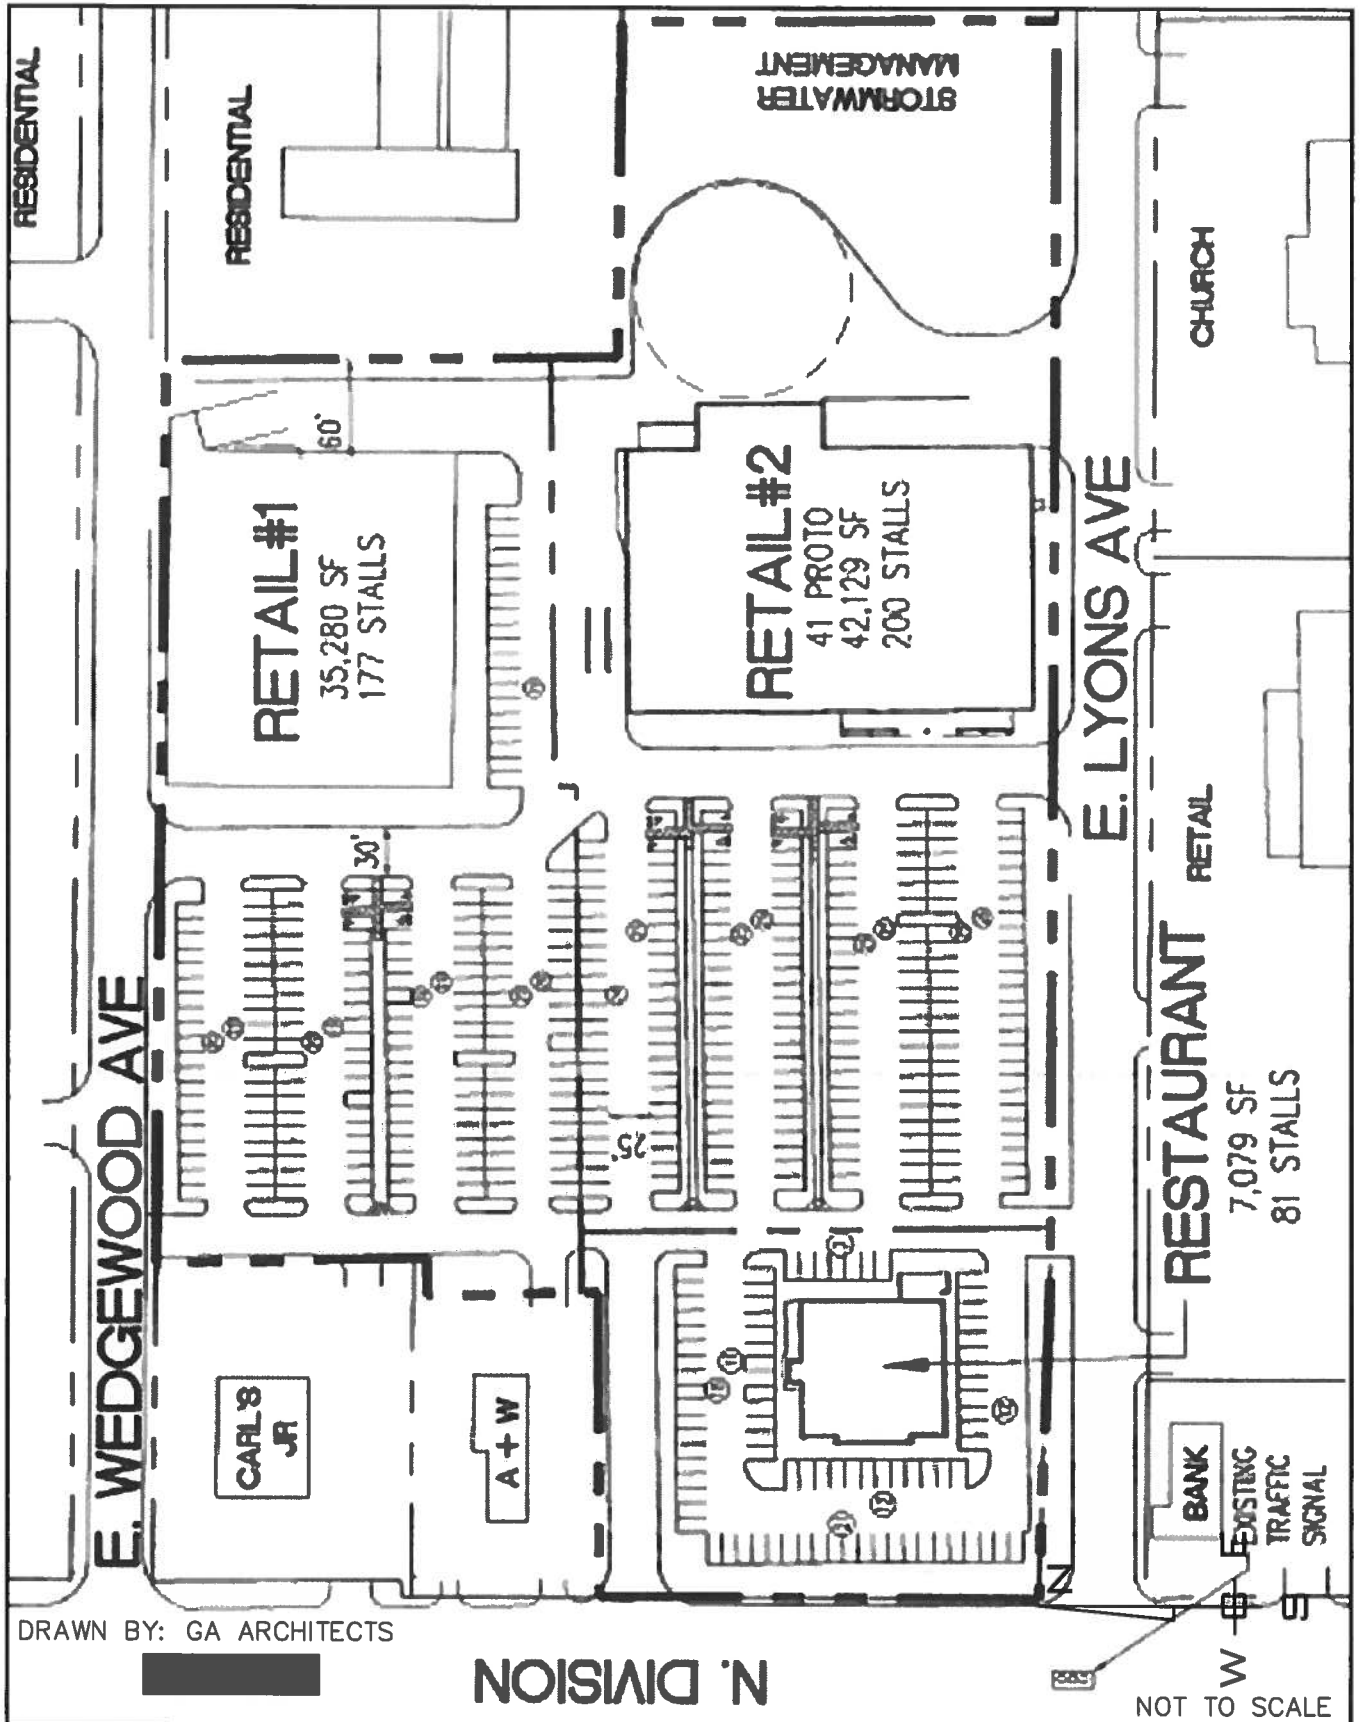 RESIDENTIAL
RESIDENTIAL
STORMWATER
MANAGEMENT
CHURCH
60'
RETAIL #1
35,280 SF
177 STALLS
RETAIL #2
41 PROTO
42,129 SF
200 STALLS
E. LYONS AVE
30'
RETAIL
E. WEDGEWOOD AVE
25'
RESTAURANT
7,079 SF
81 STALLS
CARL'S
JR
A + W
BANK
EXISTING
TRAFFIC
SIGNAL
N
E
S
W
DRAWN BY: GA ARCHITECTS
N. DIVISION
NOT TO SCALE